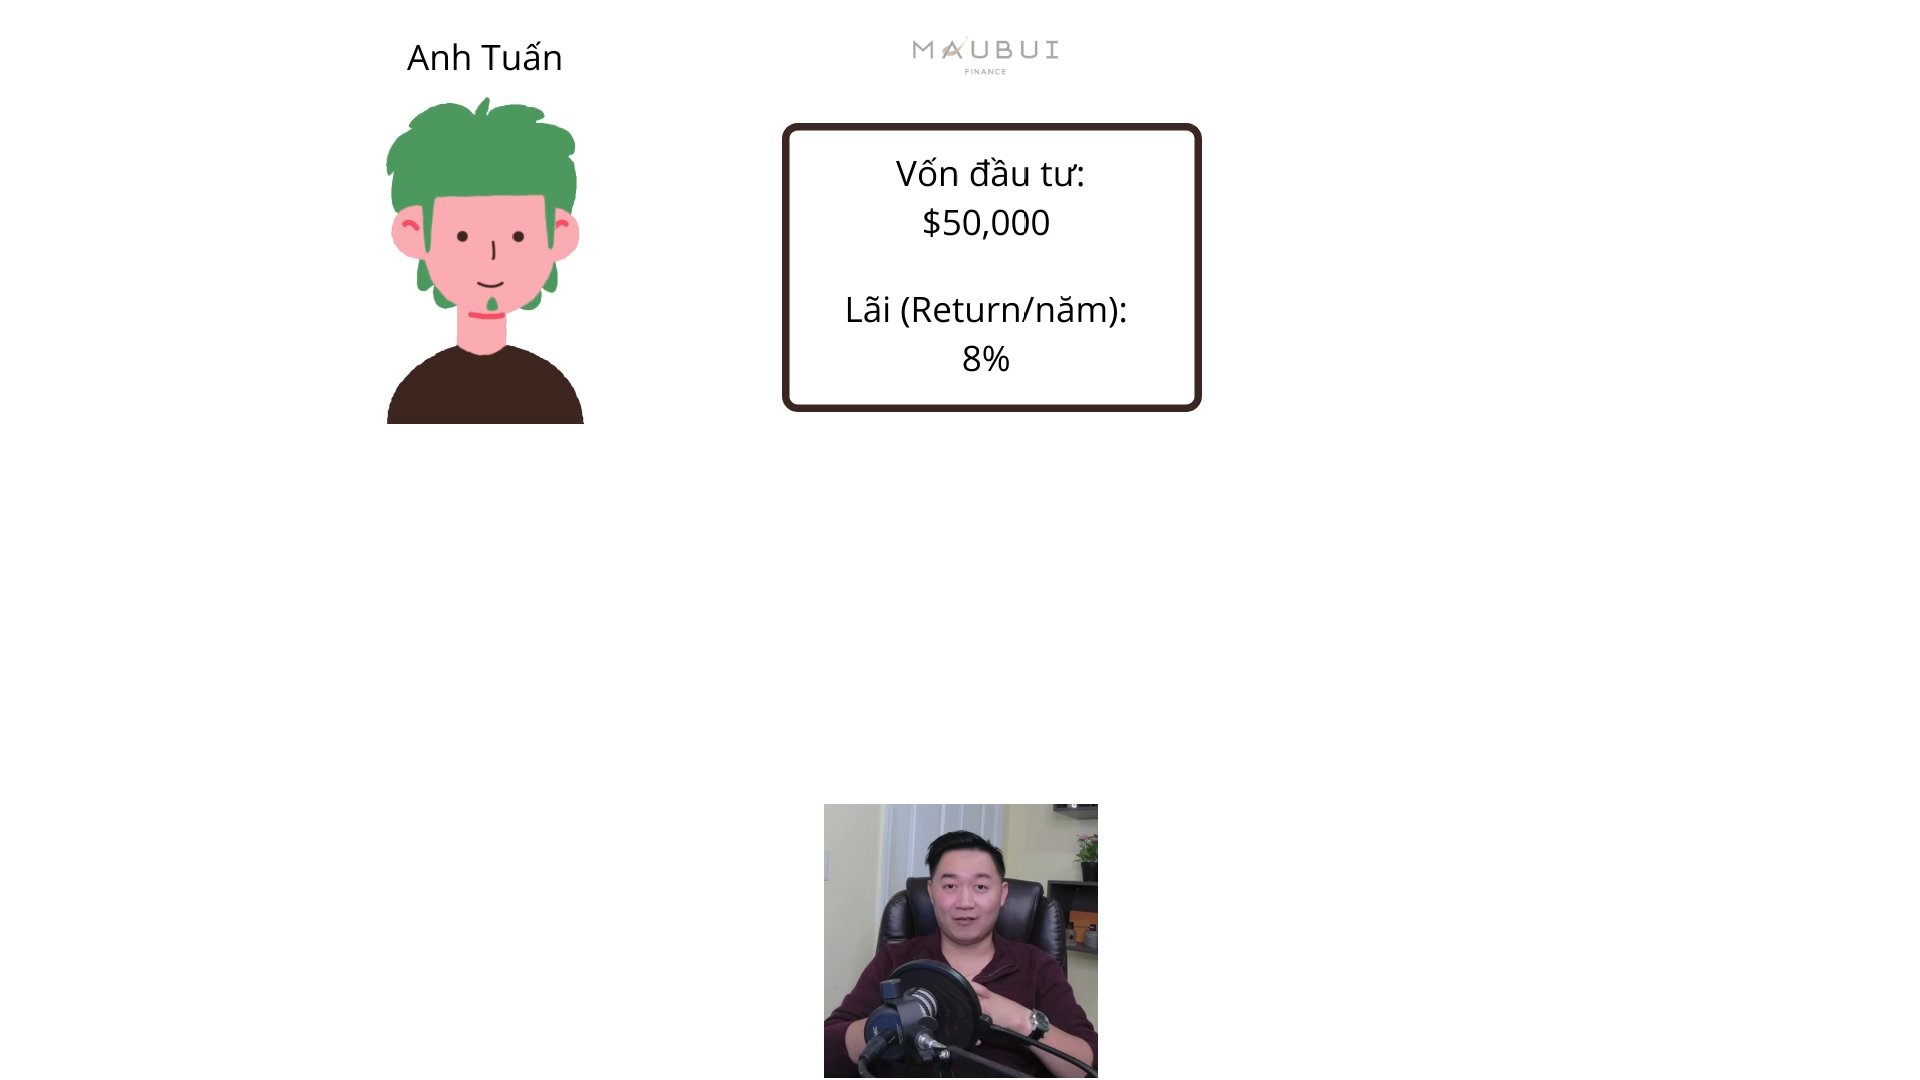 Anh Tuấn
MAUBUI
FINANCE
Vốn đầu tư:
$50,000
Lãi (Return/năm):
8%